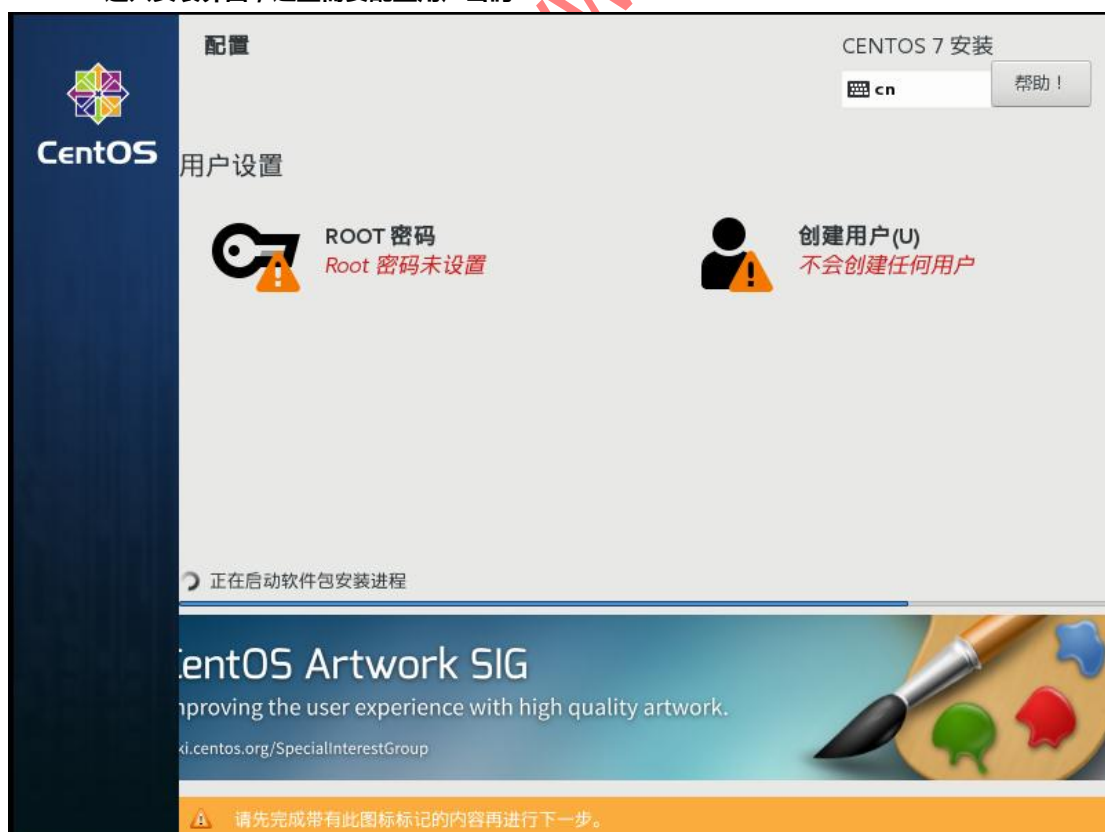 配置
CENTOS 7 安装
cn
帮助！
CentOS
用户设置
ROOT 密码
Root 密码未设置
创建用户(U)
不会创建任何用户
正在启动软件包安装进程
entOS Artwork SIG
proving the user experience with high quality artwork.
ki.centos.org/SpecialInterestGroup
请先完成带有此图标标记的内容再进行下一步。